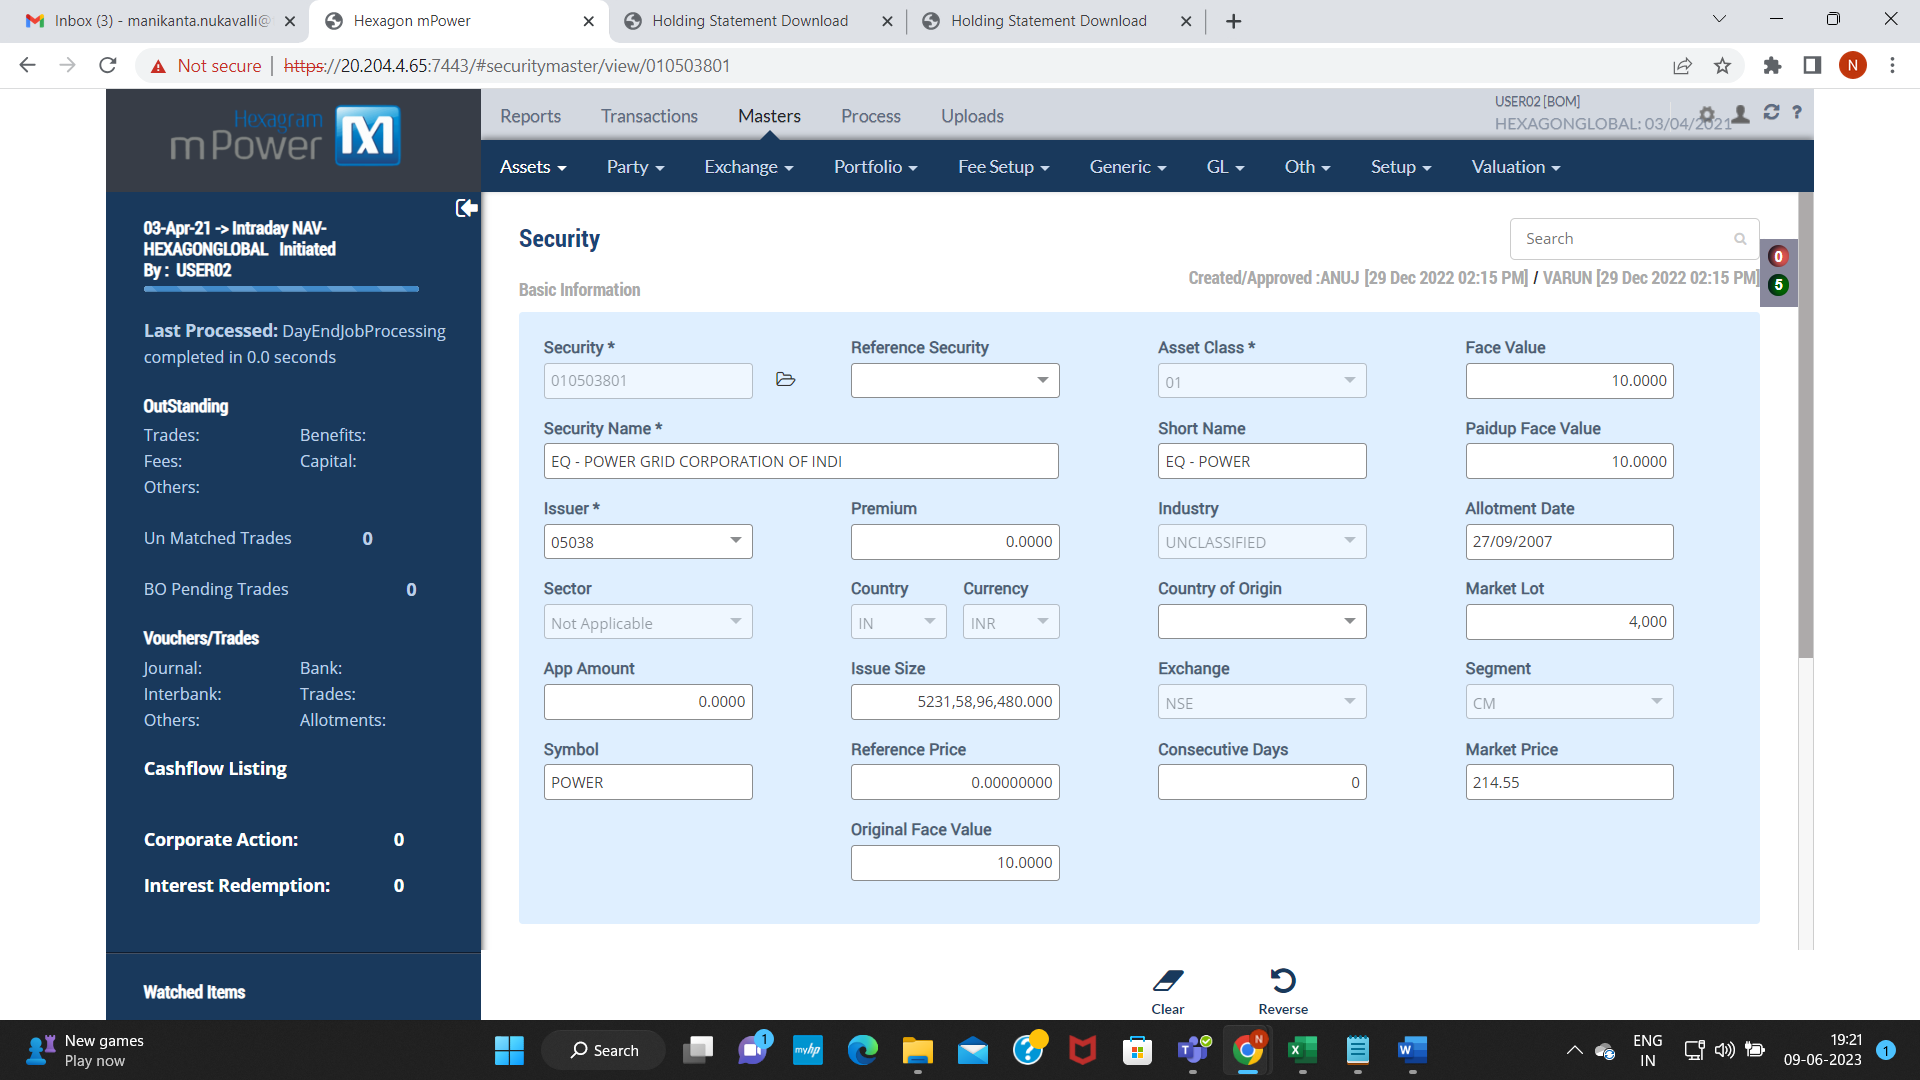 Inbox (3) - manikanta.nukavalli@
Hexagon mPower
Holding Statement Download
Holding Statement Download
Not secure
https://20.204.4.65:7443/#securitymaster/view/010503801
N
Hexagram
mPower
Reports
Transactions
Masters
Process
Uploads
USER02 [BOM]
HEXAGONGLOBAL: 03/04/2021
?
Assets
Party
Exchange
Portfolio
Fee Setup
Generic
GL
Oth
Setup
Valuation
03-Apr-21 -> Intraday NAV-
HEXAGONGLOBAL Initiated
By : USER02
Last Processed: DayEndJobProcessing
completed in 0.0 seconds
OutStanding
Trades:
Benefits:
Fees:
Capital:
Others:
Un Matched Trades 0
BO Pending Trades 0
Vouchers/Trades
Journal:
Bank:
Interbank:
Trades:
Others:
Allotments:
Cashflow Listing
Corporate Action: 0
Interest Redemption: 0
Watched Items
Security
Search
0
5
Basic Information
Created/Approved :ANUJ [29 Dec 2022 02:15 PM] / VARUN [29 Dec 2022 02:15 PM]
Security *
Reference Security
Asset Class *
Face Value
010503801
01
10.0000
Security Name *
Short Name
Paidup Face Value
EQ - POWER GRID CORPORATION OF INDI
EQ - POWER
10.0000
Issuer *
Premium
Industry
Allotment Date
05038
0.0000
UNCLASSIFIED
27/09/2007
Sector
Country
Currency
Country of Origin
Market Lot
Not Applicable
IN
INR
4,000
App Amount
Issue Size
Exchange
Segment
0.0000
5231,58,96,480.000
NSE
CM
Symbol
Reference Price
Consecutive Days
Market Price
POWER
0.00000000
0
214.55
Original Face Value
10.0000
Clear
Reverse
New games
Play now
Search
1
myhp
N
ENG
IN
19:21
09-06-2023
1